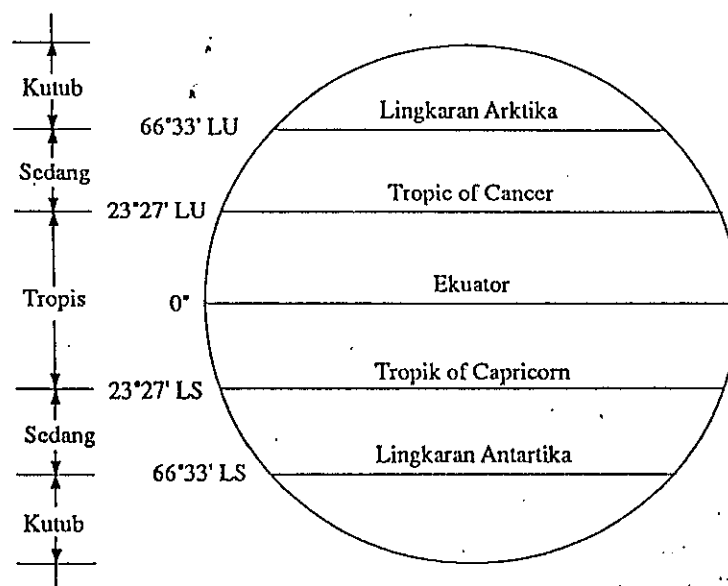 Kutub
Lingkaran Arktika
66°33' LU
Sedang
Tropic of Cancer
23°27' LU
Ekuator
Tropis
0°
Tropik of Capricorn
23°27' LS
Sedang
Lingkaran Antartika
66°33' LS
Kutub